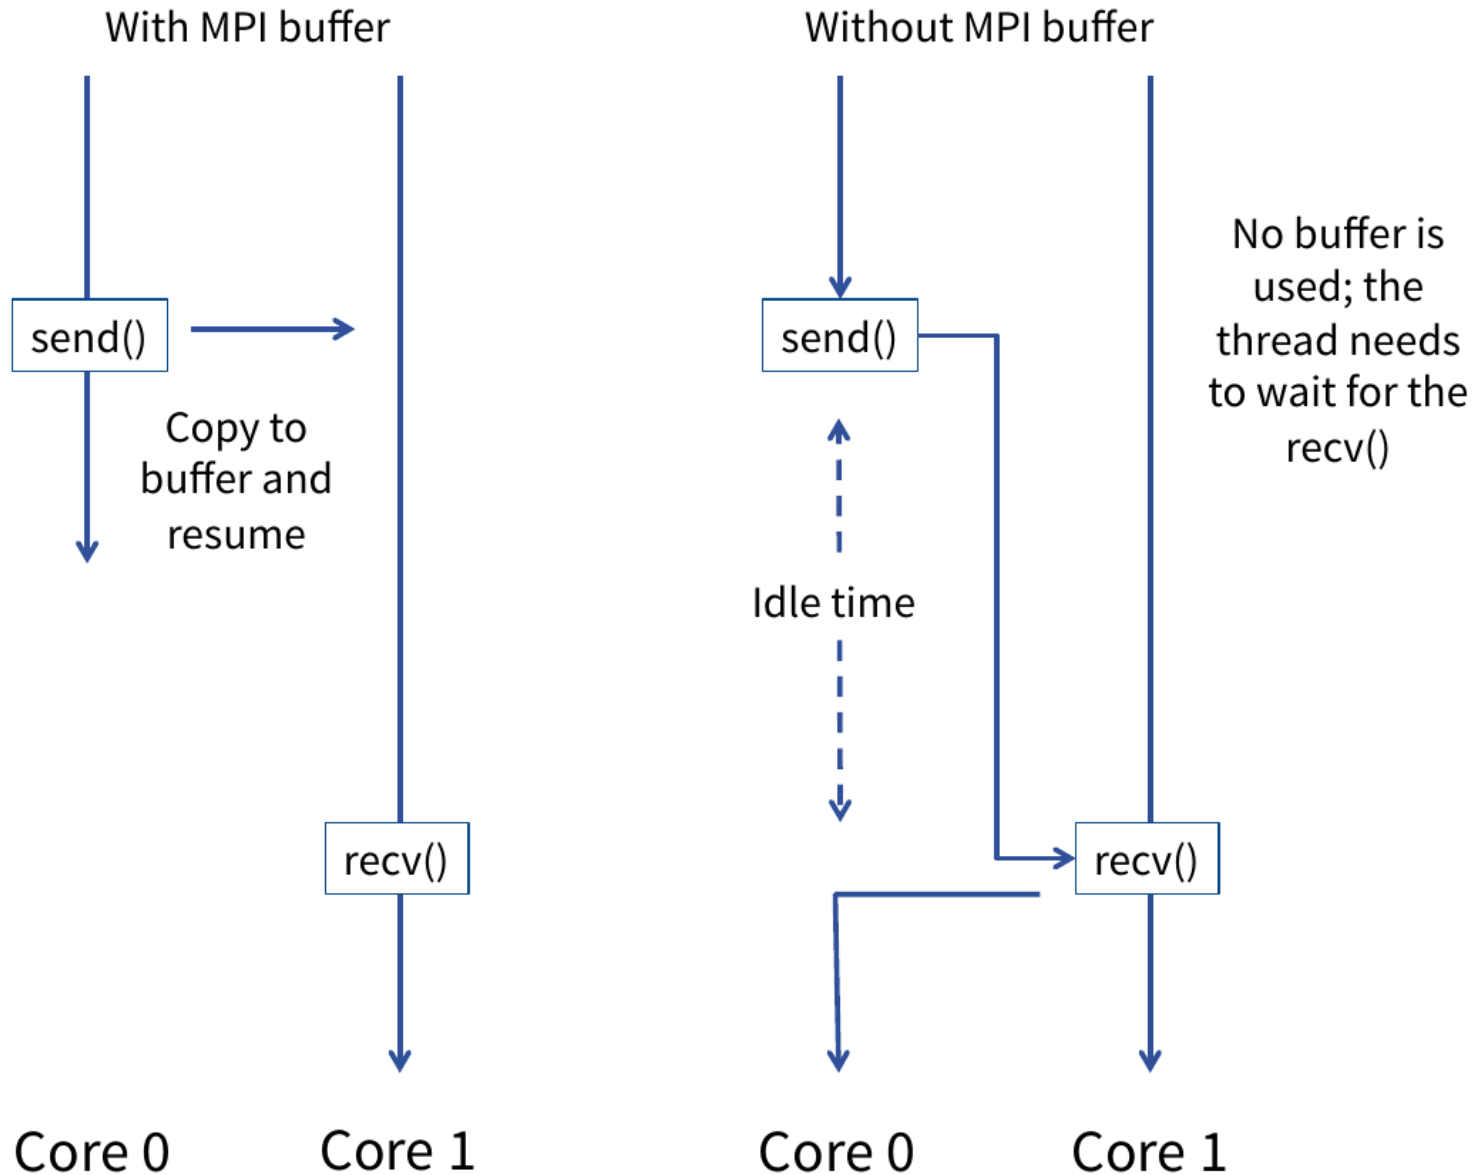 With MPI buffer
send()
Copy to
buffer and
resume
recv()
Core 0
Core 1
Without MPI buffer
send()
No buffer is
used; the
thread needs
to wait for the
recv()
Idle time
recv()
Core 0
Core 1